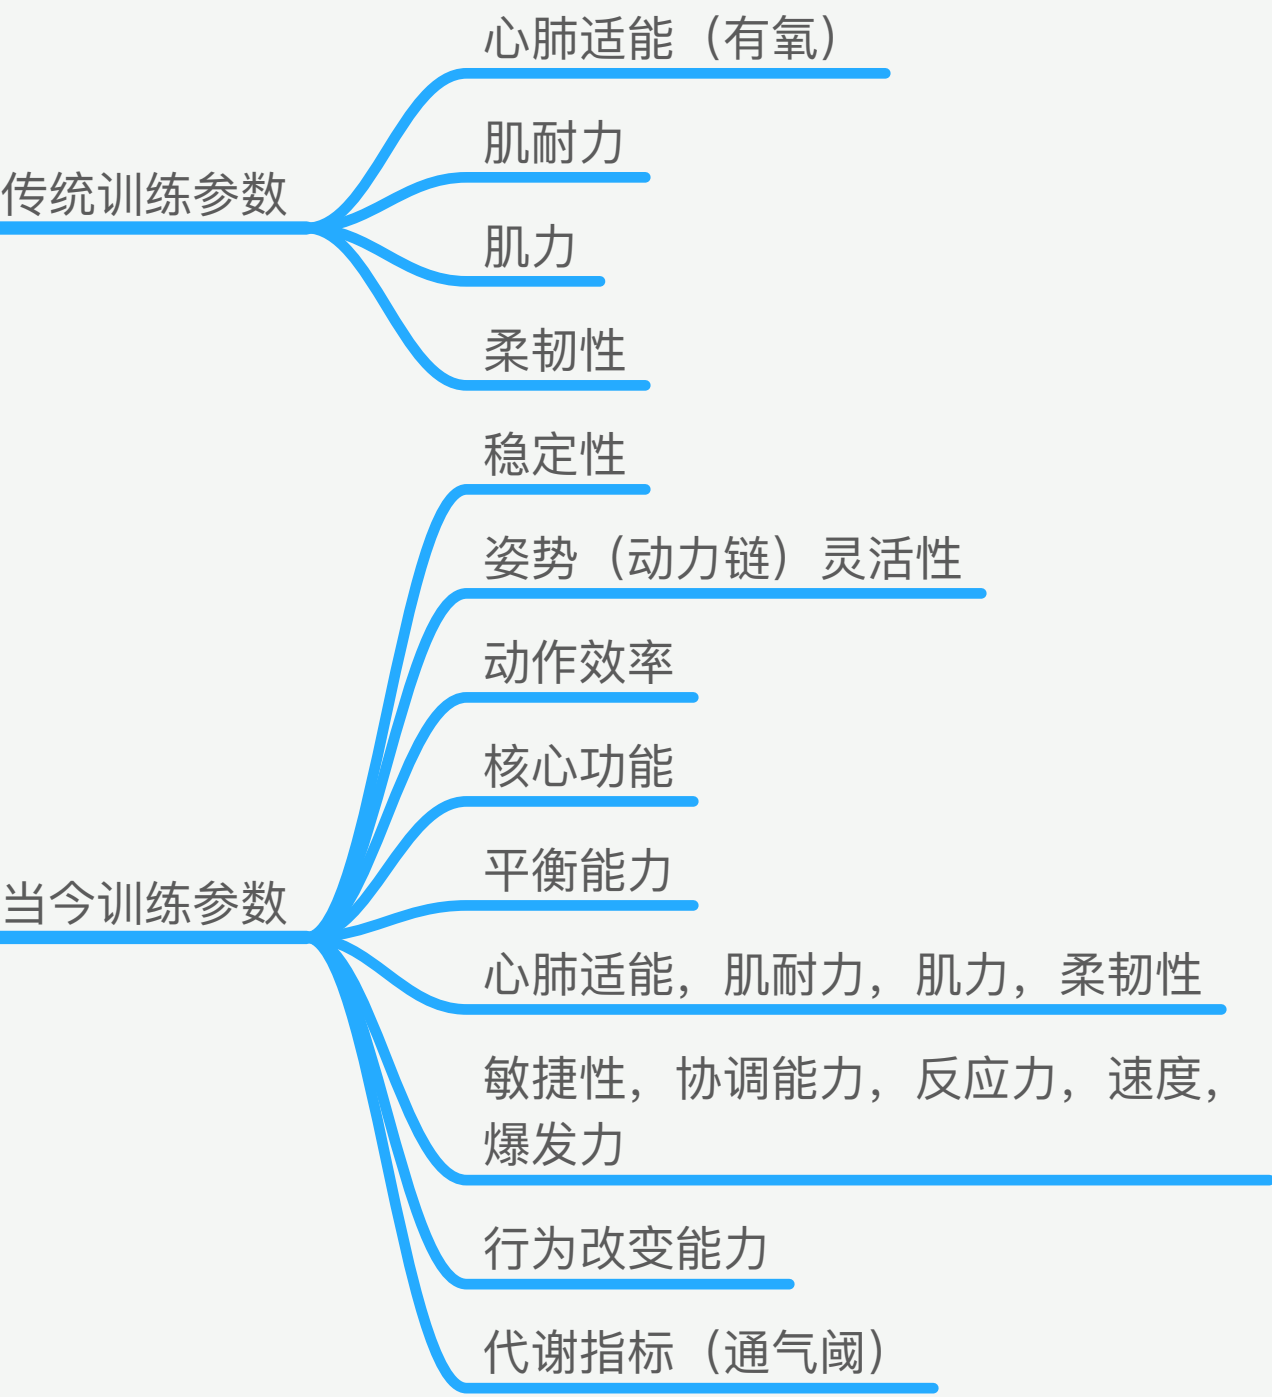 传统训练参数
心肺适能（有氧）
肌耐力
肌力
柔韧性
当今训练参数
稳定性
姿势（动力链）灵活性
动作效率
核心功能
平衡能力
心肺适能，肌耐力，肌力，柔韧性
敏捷性，协调能力，反应力，速度，
爆发力
行为改变能力
代谢指标（通气阈）